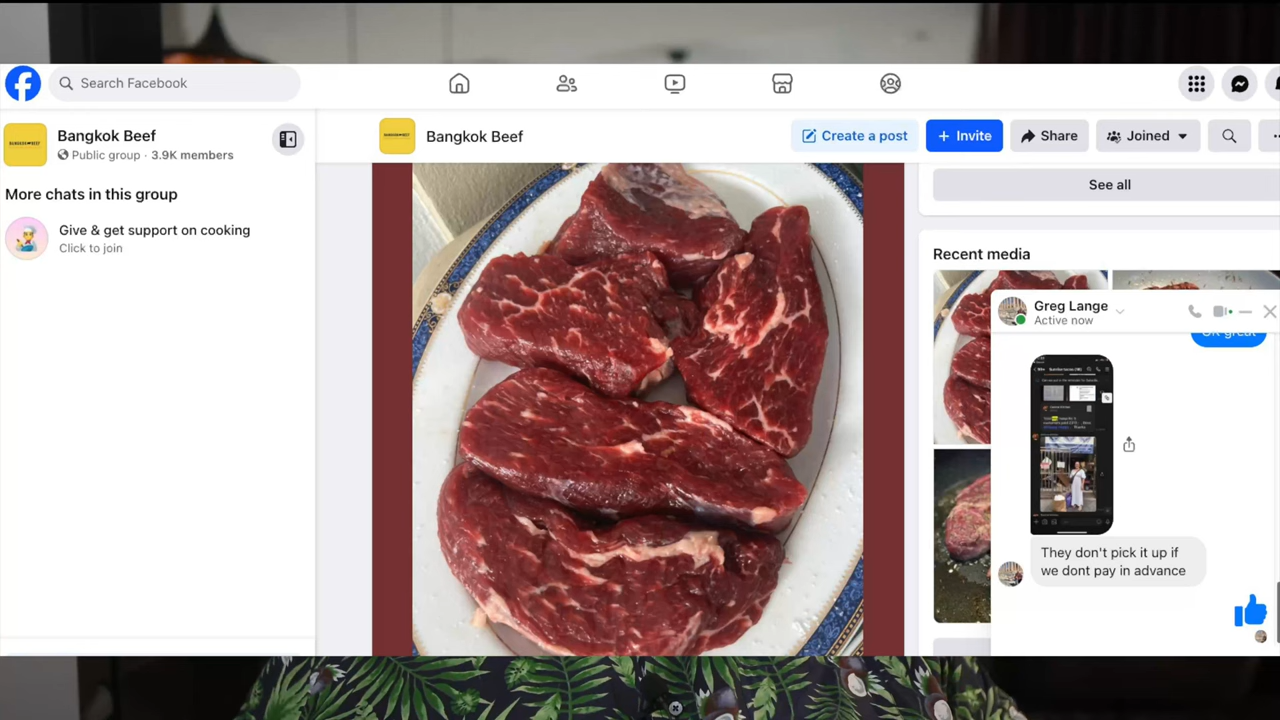 Search Facebook
Bangkok Beef
Public group · 3.9K members
More chats in this group
Give & get support on cooking
Click to join
Bangkok Beef
Create a post
+ Invite
Share
Joined
See all
Recent media
Greg Lange
Active now
OK great
They don't pick it up if
we dont pay in advance